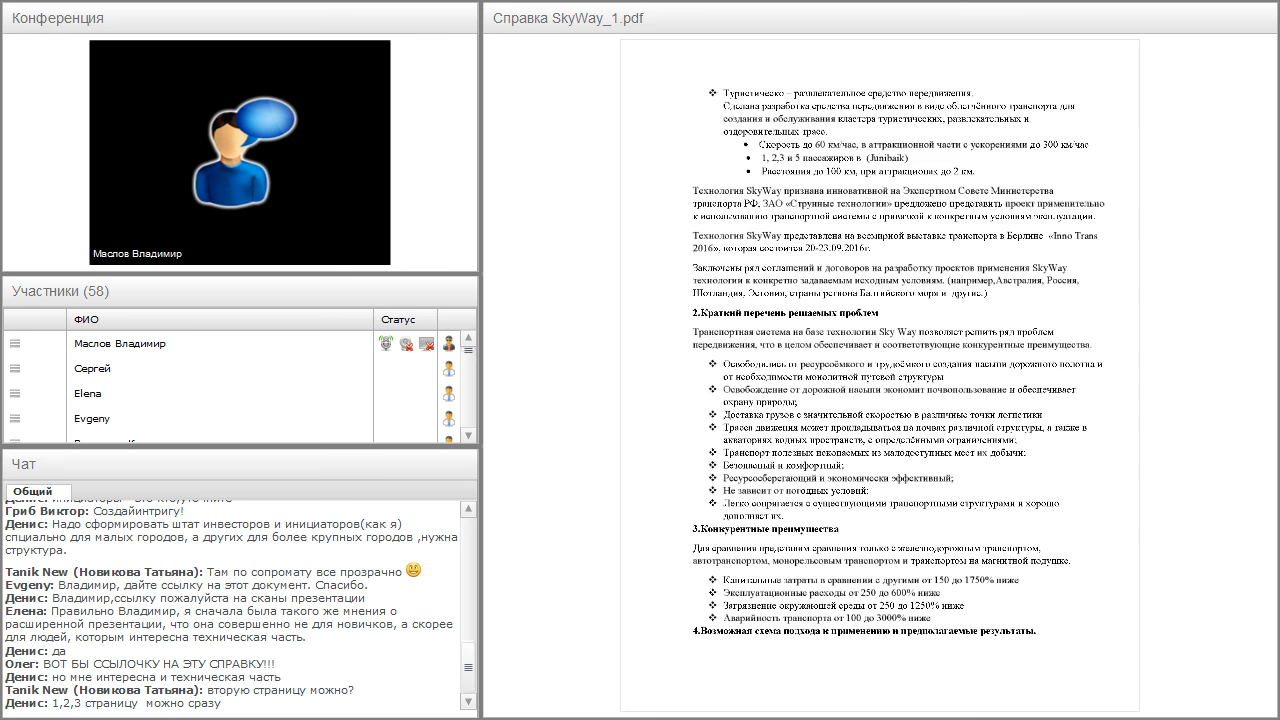 Конференция
Маслов Владимир
Участники (58)
ФИО
Статус
Маслов Владимир
Сергей
Elena
Evgeny
Чат
Общий
Гриб Виктор: Создайинтригу!
Денис: Надо сформировать штат инвесторов и инициаторов(как я)
спциально для малых городов, а других для более крупных городов ,нужна
структура.
Tanik New (Новикова Татьяна): Там по сопромату все прозрачно
Evgeny: Владимир, дайте ссылку на этот документ. Спасибо.
Денис: Владимир,ссылку пожалуйста на сканы презентации
Елена: Правильно Владимир, я сначала была такого же мнения о
расширенной презентации, что она совершенно не для новичков, а скорее
для людей, которым интересна техническая часть.
Денис: да
Олег: ВОТ БЫ ССЫЛОЧКУ НА ЭТУ СПРАВКУ!!!
Денис: но мне интересна и техническая часть
Tanik New (Новикова Татьяна): вторую страницу можно?
Денис: 1,2,3 страницу можно сразу
Справка SkyWay_1.pdf
❖ Туристическо – развлекательное средство передвижения.
Сделана разработка средства передвижения в виде облегчённого транспорта для
создания и обслуживания кластера туристических, развлекательных и
оздоровительных трасс.
• Скорость до 60 км/час, в аттракционной части с ускорениями до 300 км/час
• 1, 2,3 и 5 пассажиров в (Junibaik)
• Расстояния до 100 км, при аттракционах до 2 км.
Технология SkyWay признана инновативной на Экспертном Совете Министерства
транспорта РФ. ЗАО «Струнные технологии» предложено представить проект применительно
к использованию транспортной системы с привязкой к конкретным условиям эксплуатации.
Технология SkyWay представлена на всемирной выставке транспорта в Берлине «Inno Trans
2016», которая состоится 20-23.09.2016г.
Заключены ряд соглашений и договоров на разработку проектов применения SkyWay
технологии к конкретно задаваемым исходным условиям. (например,Австралия, Россия,
Шотландия, Эстония, страны региона Балтийского моря и другие.)
2.Краткий перечень решаемых проблем
Транспортная система на базе технологии Sky Way позволяет решить ряд проблем
передвижения, что в целом обеспечивает и соответствующие конкурентные преимущества.
❖ Освободились от ресурсоёмкого и трудоёмкого создания насыпи дорожного полотна и
от необходимости монолитной путевой структуры
❖ Освобождение от дорожной насыпи экономит почвопользование и обеспечивает
охрану природы;
❖ Доставка грузов с значительной скоростью в различные точки логистики
❖ Трасса движения может прокладываться на почвах различной структуры, а также в
акваториях водных пространств, с определёнными ограничениями;
❖ Транспорт полезных ископаемых из малодоступных мест их добычи;
❖ Безопасный и комфортный;
❖ Ресурсосберегающий и экономически эффективный;
❖ Не зависит от погодных условий;
❖ Легко сопрягается с существующими транспортными структурами и хорошо
дополняет их.
3.Конкурентные преимущества
Для сравнения представим сравнения только с железнодорожным транспортом,
автотранспортом, монорельсовым транспортом и транспортом на магнитной подушке.
❖ Капитальные затраты в сравнении с другими от 150 до 1750% ниже
❖ Эксплуатационные расходы от 250 до 600% ниже
❖ Загрязнение окружающей среды от 250 до 1250% ниже
❖ Аварийность транспорта от 100 до 3000% ниже
4.Возможная схема подхода к применению и предполагаемые результаты.